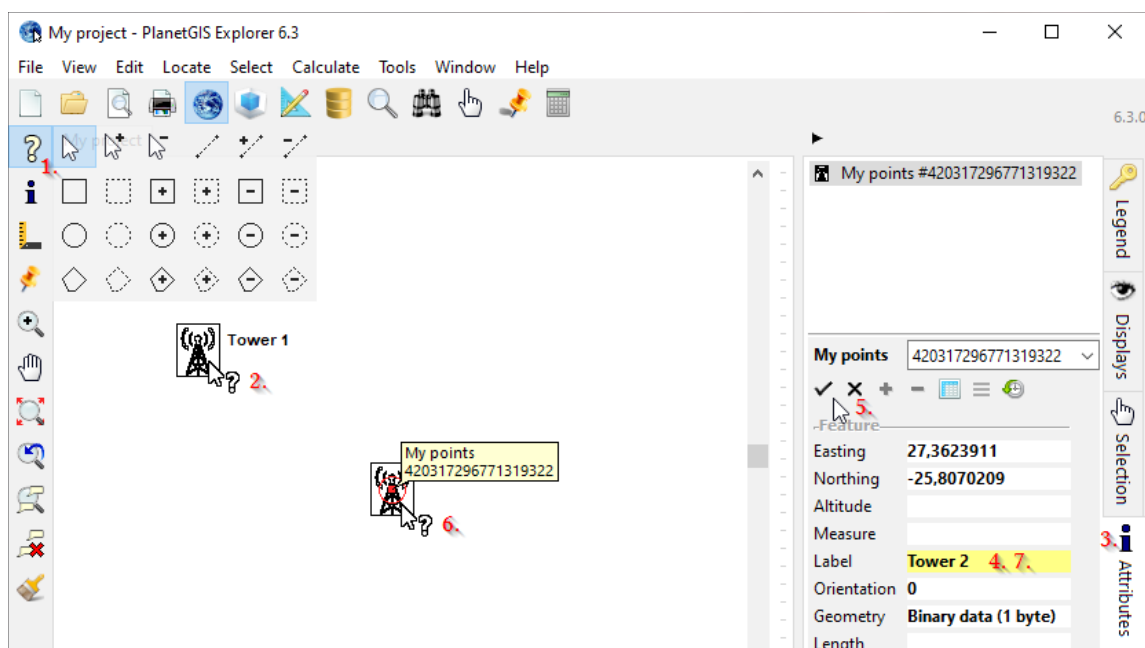 My project - PlanetGIS Explorer 6.3
File View Edit Locate Select Calculate Tools Window Help
6.3.0
My project
1.
My points #420317296771319322
Legend
Displays
Selection
Attributes
Tower 1
2.
My points 420317296771319322
5.
Feature
My points
420317296771319322
6.
Easting 27,3623911
Northing -25,8070209
Altitude
Measure
3.
Label Tower 2 4. 7.
Orientation 0
Geometry Binary data (1 byte)
Length